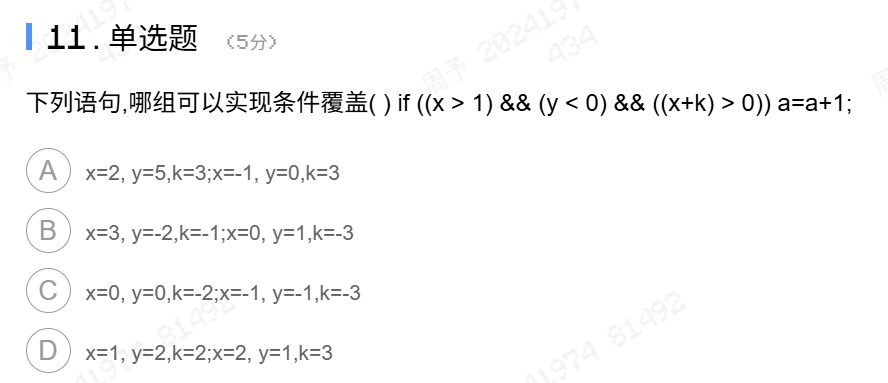 11.单选题 (5分)
下列语句,哪组可以实现条件覆盖( ) if ((x > 1) && (y < 0) && ((x+k) > 0)) a=a+1;
A x=2, y=5,k=3;x=-1, y=0,k=3
B x=3, y=-2,k=-1;x=0, y=1,k=-3
C x=0, y=0,k=-2;x=-1, y=-1,k=-3
D x=1, y=2,k=2;x=2, y=1,k=3